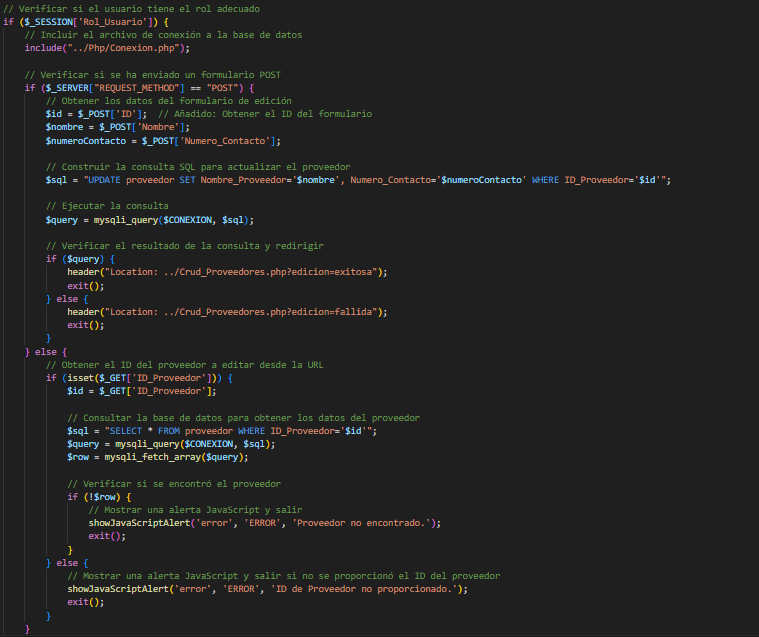 // Verificar si el usuario tiene el rol adecuado
if ($_SESSION['Rol_Usuario']) {
// Incluir el archivo de conexión a la base de datos
include("../Php/Conexion.php");
// Verificar si se ha enviado un formulario POST
if ($_SERVER["REQUEST_METHOD"] == "POST") {
// Obtener los datos del formulario de edición
$id = $_POST['ID'];  // Añadido: Obtener el ID del formulario
$nombre = $_POST['Nombre'];
$numeroContacto = $_POST['Numero_Contacto'];
// Construir la consulta SQL para actualizar el proveedor
$sql = "UPDATE proveedor SET Nombre_Proveedor='$nombre', Numero_Contacto='$numeroContacto' WHERE ID_Proveedor='$id'";
// Ejecutar la consulta
$query = mysqli_query($CONEXION, $sql);
// Verificar el resultado de la consulta y redirigir
if ($query) {
header("Location: ../Crud_Proveedores.php?edicion=exitosa");
exit();
} else {
header("Location: ../Crud_Proveedores.php?edicion=fallida");
exit();
}
} else {
// Obtener el ID del proveedor a editar desde la URL
if (isset($_GET['ID_Proveedor'])) {
$id = $_GET['ID_Proveedor'];
// Consultar la base de datos para obtener los datos del proveedor
$sql = "SELECT * FROM proveedor WHERE ID_Proveedor='$id'";
$query = mysqli_query($CONEXION, $sql);
$row = mysqli_fetch_array($query);
// Verificar si se encontró el proveedor
if (!$row) {
// Mostrar una alerta JavaScript y salir
showJavaScriptAlert('error', 'ERROR', 'Proveedor no encontrado.');
exit();
}
} else {
// Mostrar una alerta JavaScript y salir si no se proporcionó el ID del proveedor
showJavaScriptAlert('error', 'ERROR', 'ID de Proveedor no proporcionado.');
exit();
}
}